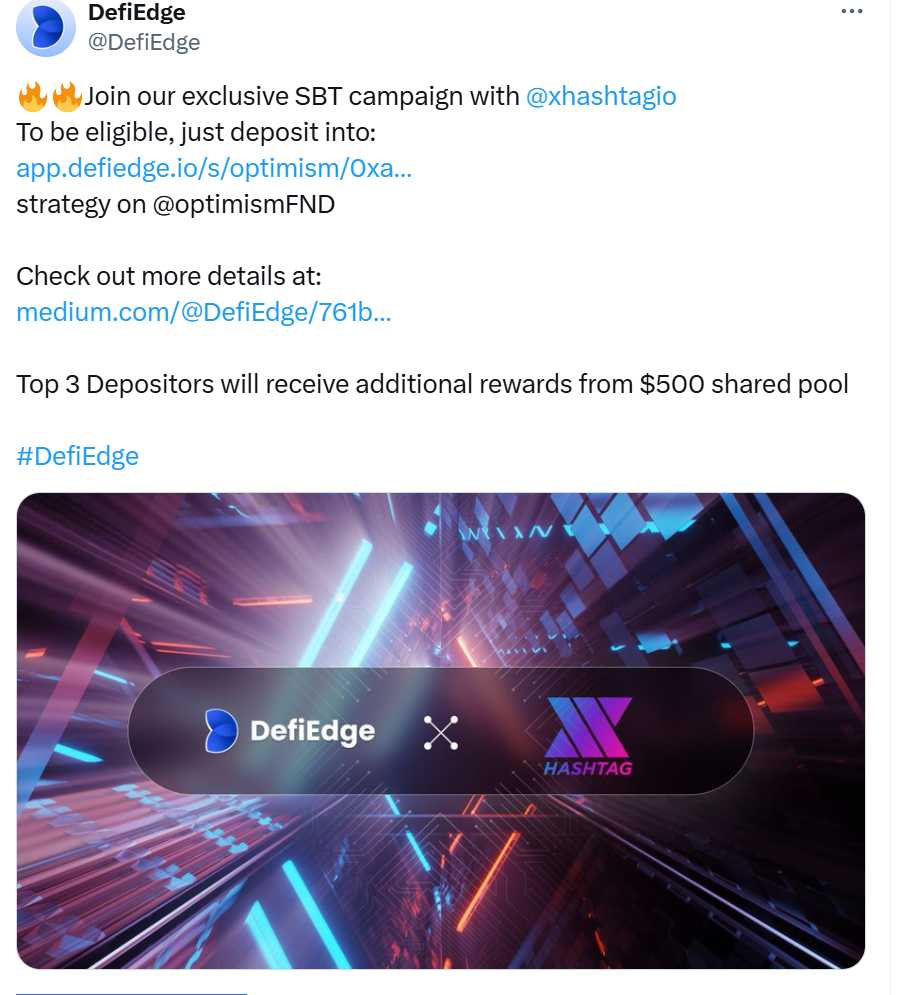 DefiEdge
@DefiEdge
🔥🔥Join our exclusive SBT campaign with @xhashtagio
To be eligible, just deposit into:
app.defiedge.io/s/optimism/0xa...
strategy on @optimismFND
Check out more details at:
medium.com/@DefiEdge/761b...
Top 3 Depositors will receive additional rewards from $500 shared pool
#DefiEdge
DefiEdge
HASHTAG